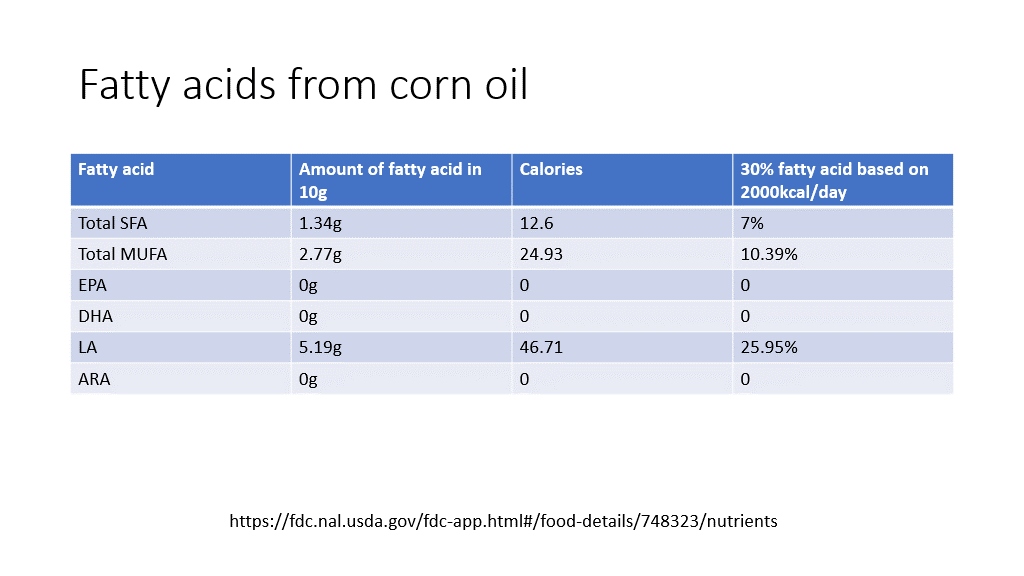 Fatty acids from corn oil
Fatty acid
Amount of fatty acid in
10g
Calories
30% fatty acid based on
2000kcal/day
Total SFA
1.34g
12.6
7%
Total MUFA
2.77g
24.93
10.39%
EPA
0g
0
0
DHA
0g
0
0
LA
5.19g
46.71
25.95%
ARA
0g
0
0
https://fdc.nal.usda.gov/fdc-app.html#/food-details/748323/nutrients